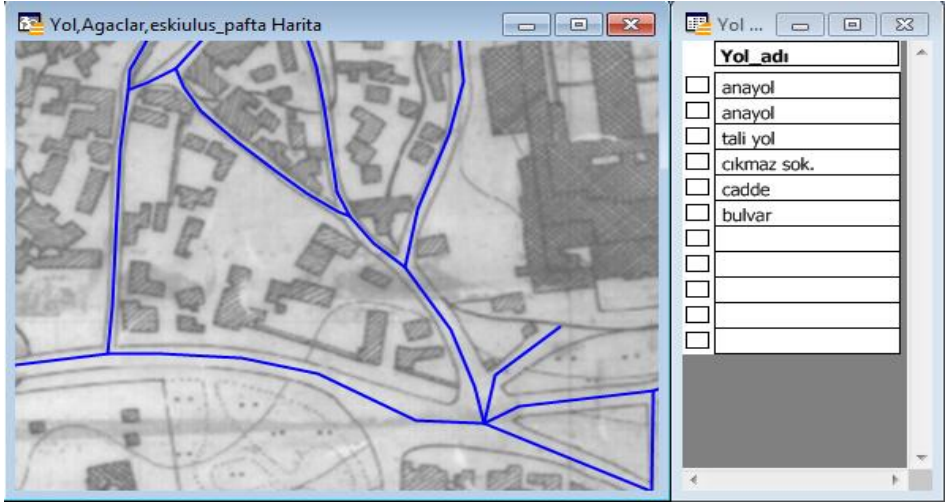 Yol,Agaclar,eskiulus_pafta Harita
Yol ...
Yol_adı
anayol
anayol
tali yol
cıkmaz sok.
cadde
bulvar